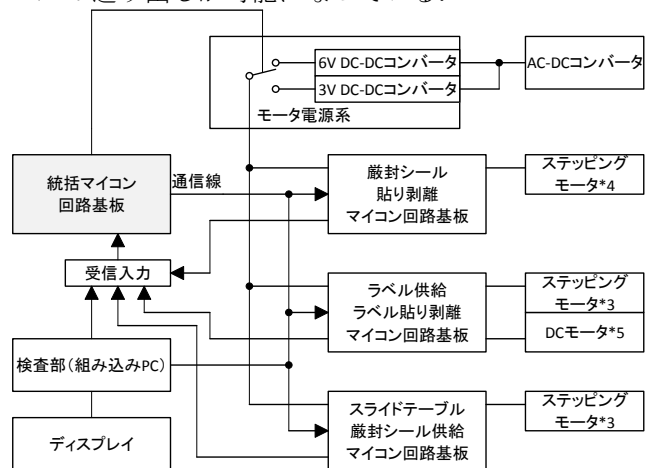 6V DC-DCコンバータ
AC-DCコンバータ
3V DC-DCコンバータ
モータ電源系
統括マイコン
回路基板
通信線
厳封シール
貼り剥離
マイコン回路基板
ステッピング
モータ*4
受信入力
ラベル供給
ラベル貼り剥離
マイコン回路基板
ステッピング
モータ*3
DCモータ*5
検査部(組み込みPC)
ディスプレイ
スライドテーブル
厳封シール供給
マイコン回路基板
ステッピング
モータ*3